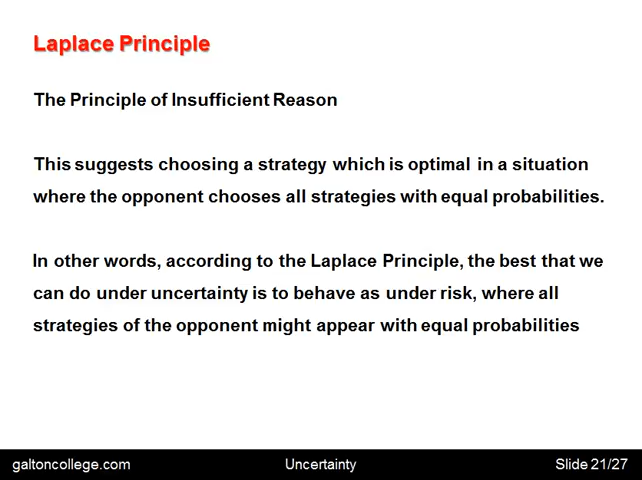 Laplace Principle
The Principle of Insufficient Reason
This suggests choosing a strategy which is optimal in a situation
where the opponent chooses all strategies with equal probabilities.
In other words, according to the Laplace Principle, the best that we
can do under uncertainty is to behave as under risk, where all
strategies of the opponent might appear with equal probabilities
galtoncollege.com Uncertainty Slide 21/27